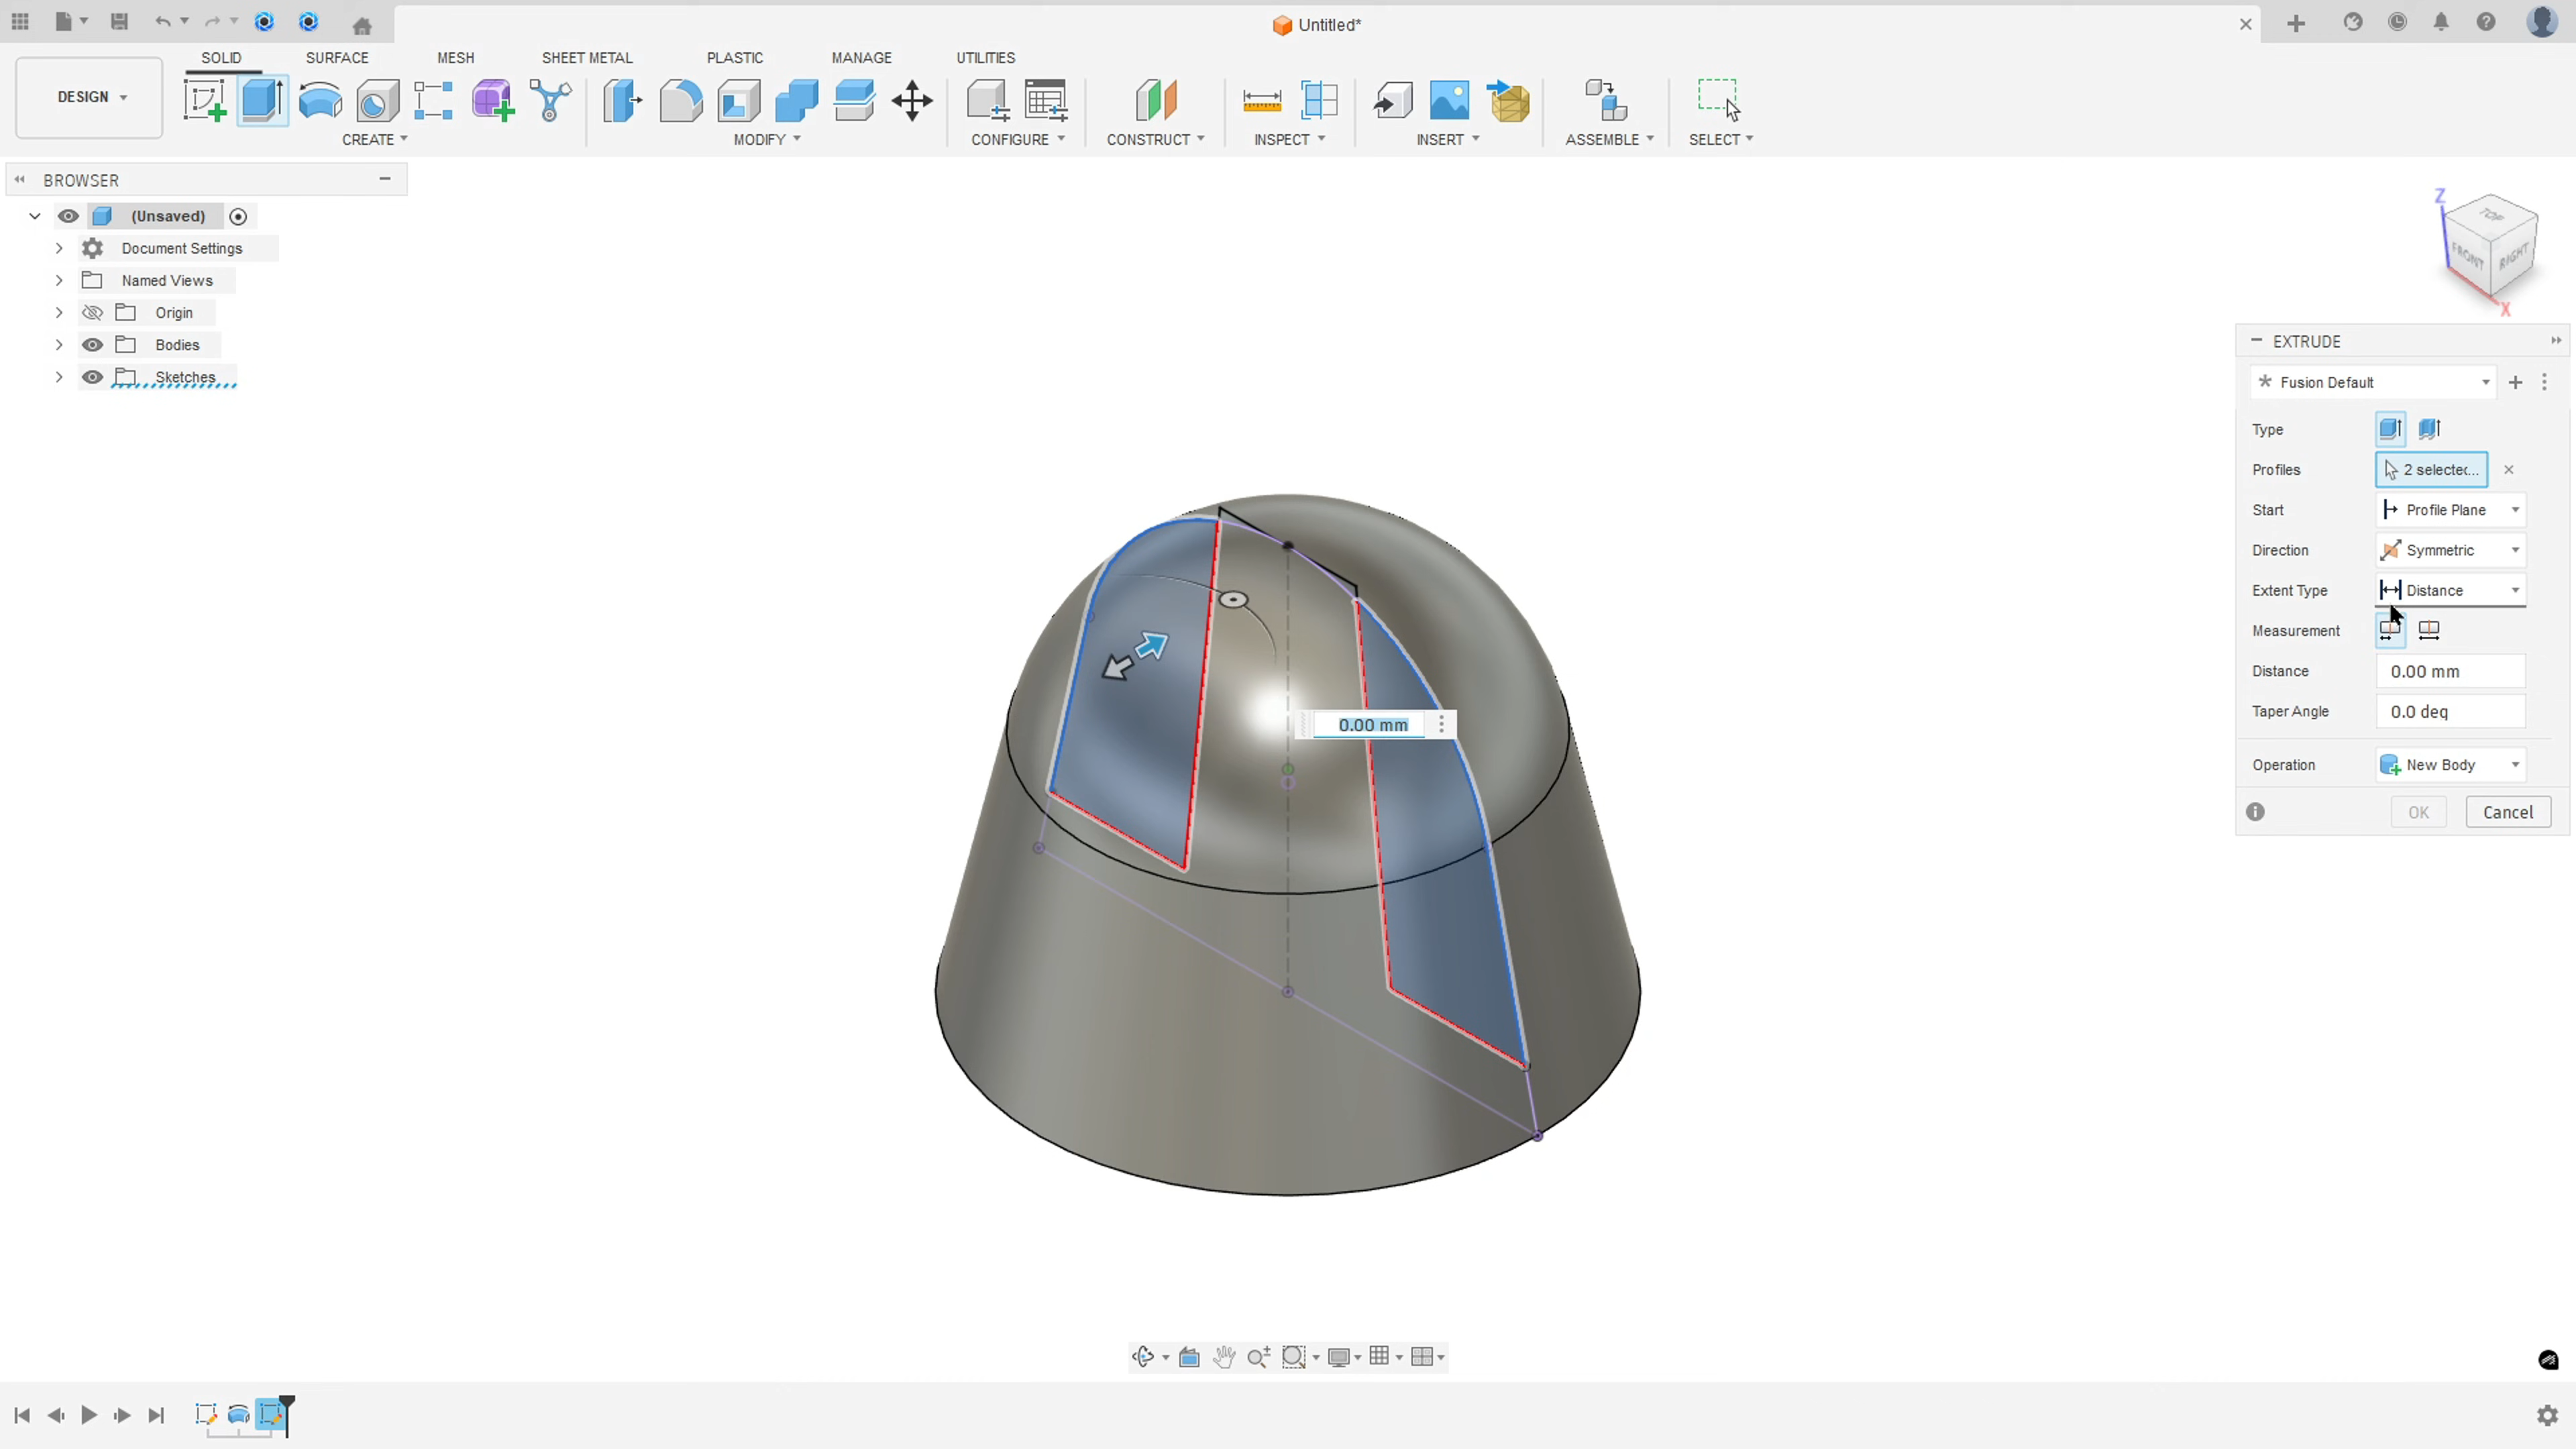 Untitled*
SOLID SURFACE MESH SHEET METAL PLASTIC MANAGE UTILITIES
DESIGN
CREATE MODIFY CONFIGURE CONSTRUCT INSPECT INSERT ASSEMBLE SELECT
BROWSER
(Unsaved)
Document Settings
Named Views
Origin
Bodies
Sketches
Z
TOP
FRONT RIGHT
X
EXTRUDE
Fusion Default
Type
Profiles 2 selectec...
Start Profile Plane
Direction Symmetric
Extent Type Distance
Measurement
Distance 0.00 mm
Taper Angle 0.0 deg
Operation New Body
OK Cancel
0.00 mm